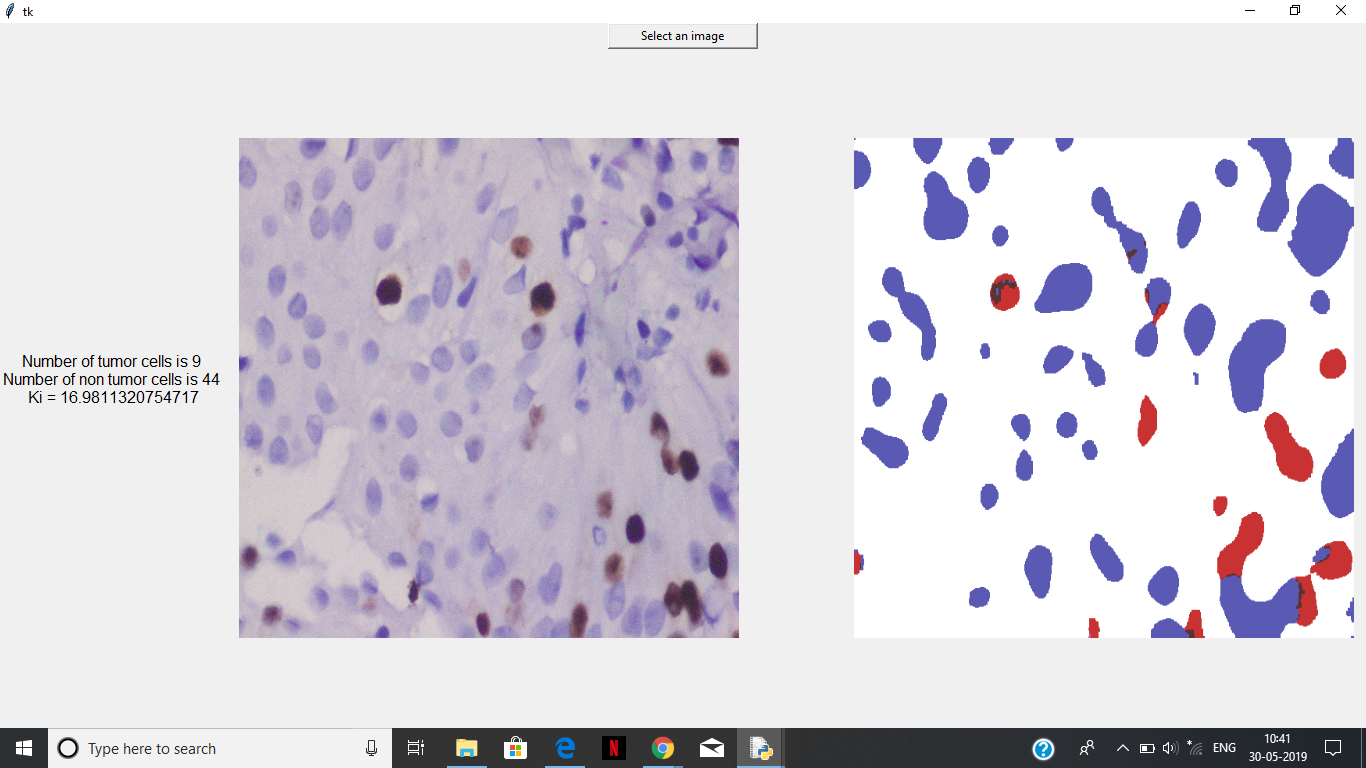 tk
Select an image
Number of tumor cells is 9
Number of non tumor cells is 44
Ki = 16.9811320754717
Type here to search
N
ENG
10:41
30-05-2019